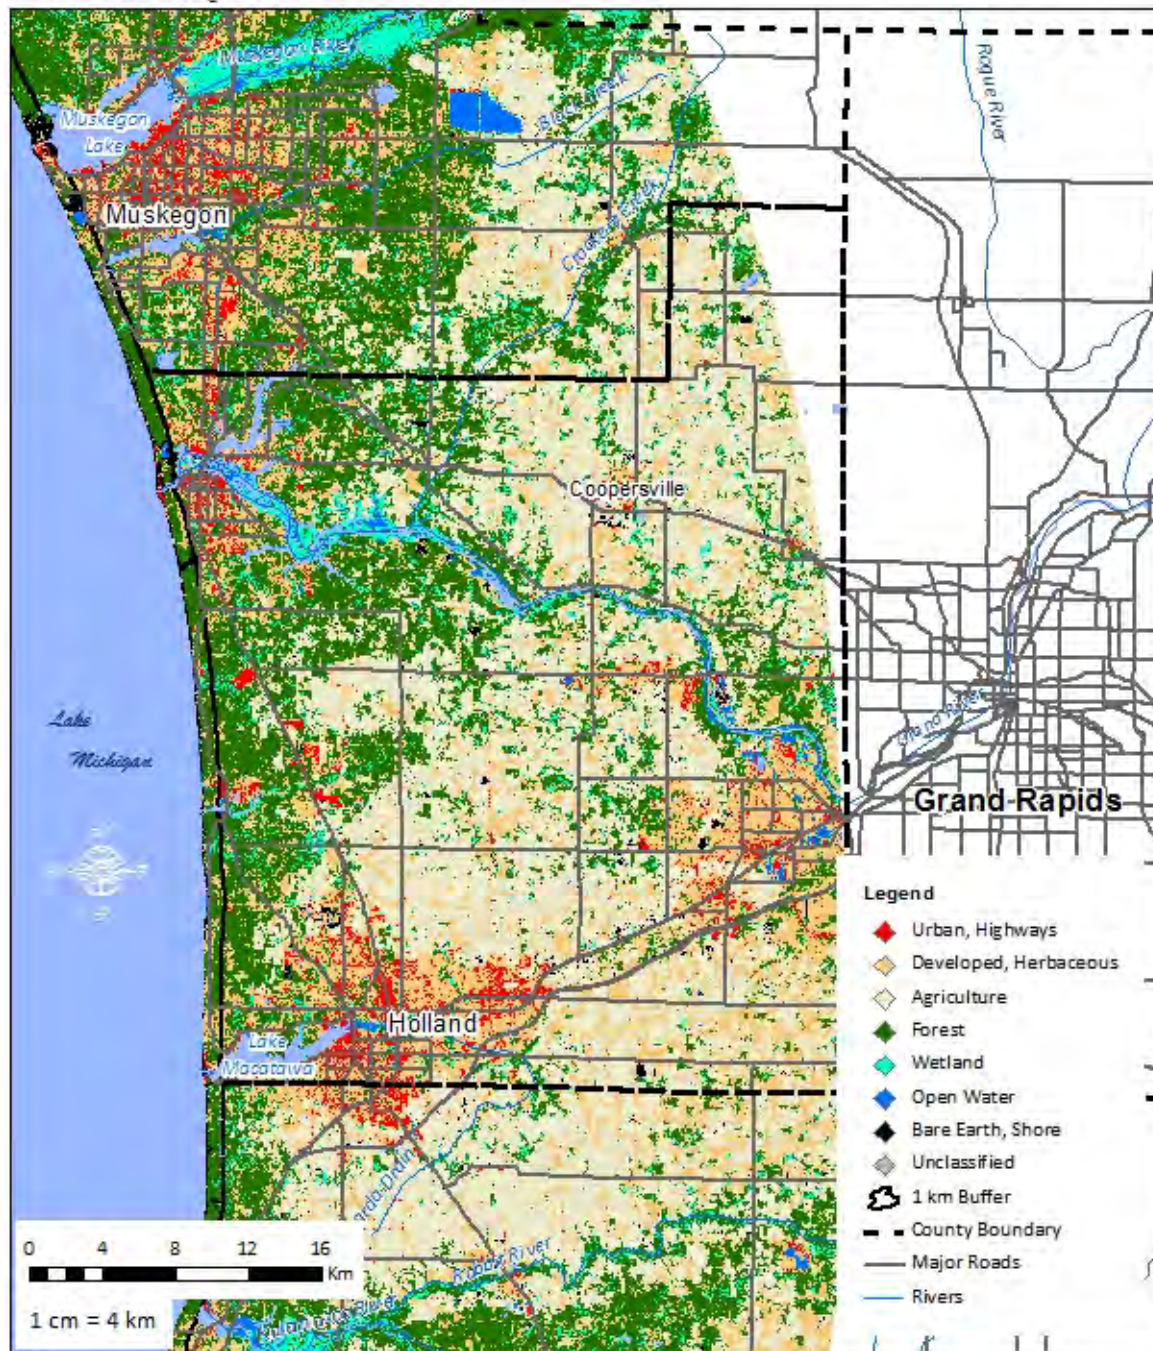 Muskegon River
Rogue River
Muskegon
Lake
Black Creek
Muskegon
Crockery Creek
Coopersville
Lake
Michigan
Grand River
Grand Rapids
Legend
Urban, Highways
Developed, Herbaceous
Agriculture
Forest
Wetland
Open Water
Bare Earth, Shore
Unclassified
1 km Buffer
County Boundary
Major Roads
Rivers
Holland
Lake
Macatawa
Drain
0 4 8 12 16
Km
1 cm = 4 km
River
River